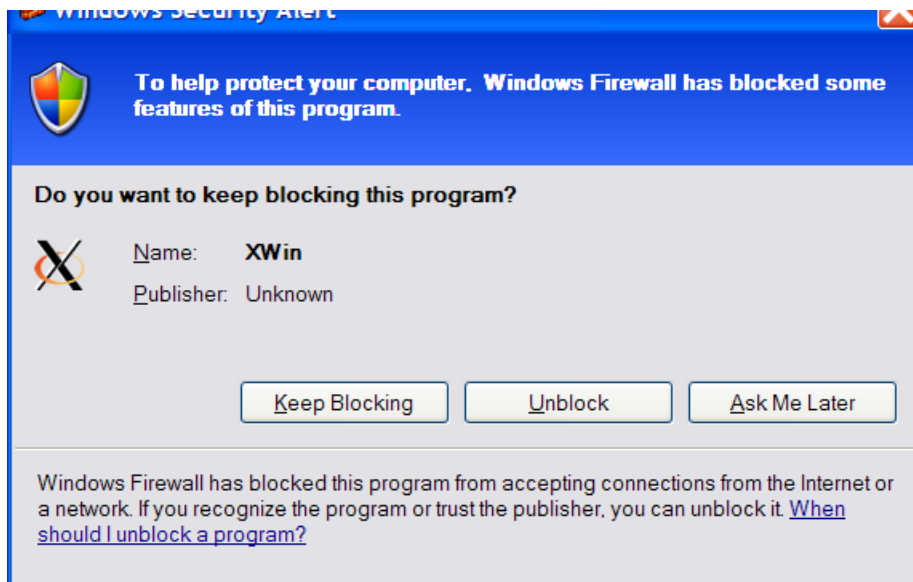 Windows Security Alert
To help protect your computer, Windows Firewall has blocked some
features of this program.
Do you want to keep blocking this program?
Name: XWin
Publisher: Unknown
Keep Blocking Unblock Ask Me Later
Windows Firewall has blocked this program from accepting connections from the Internet or
a network. If you recognize the program or trust the publisher, you can unblock it. When
should I unblock a program?